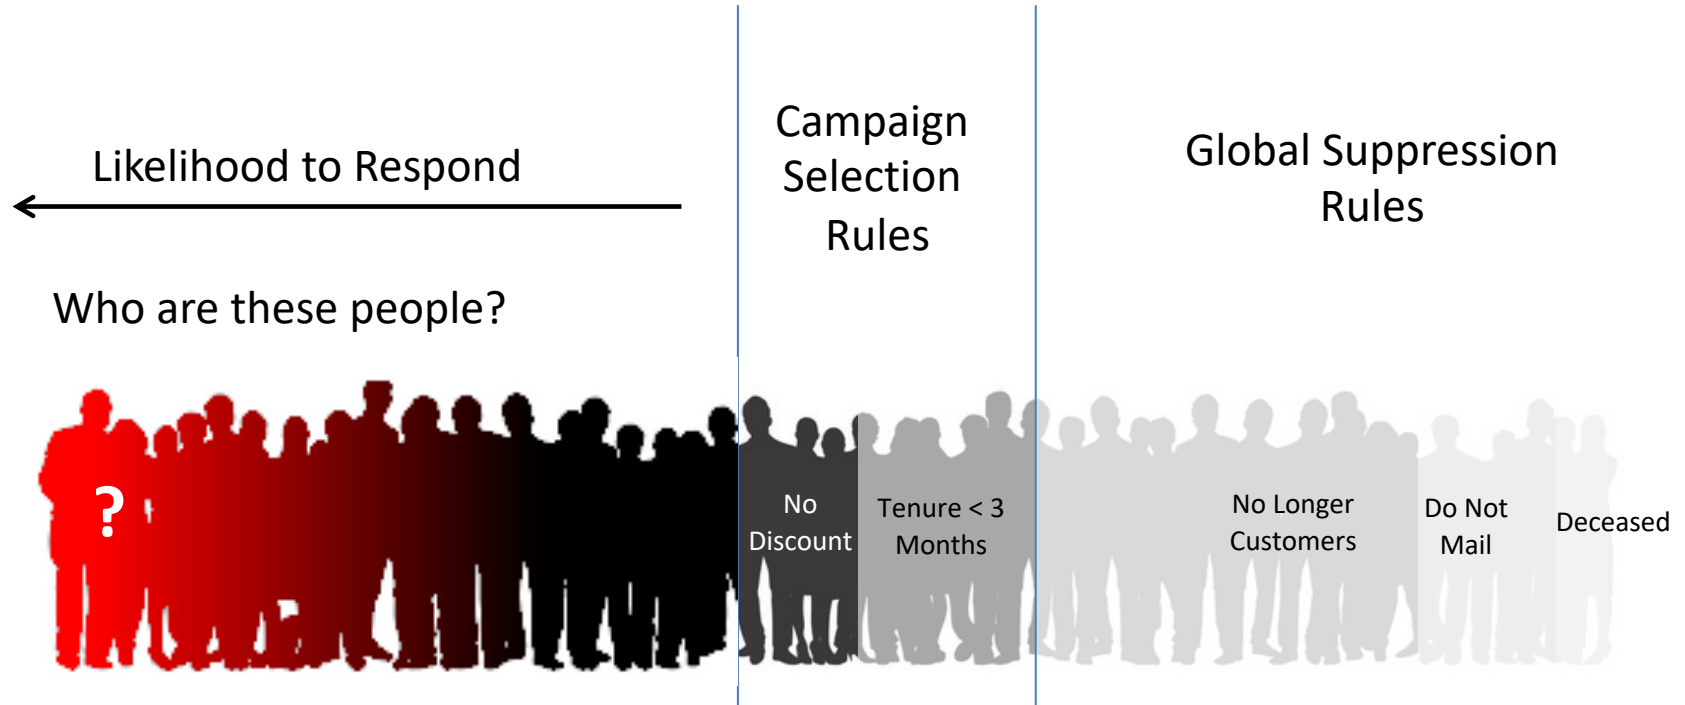 Likelihood to Respond
Who are these people?
?
Campaign
Selection
Rules
No
Discount
Tenure < 3
Months
Global Suppression
Rules
No Longer
Customers
Do Not
Mail
Deceased